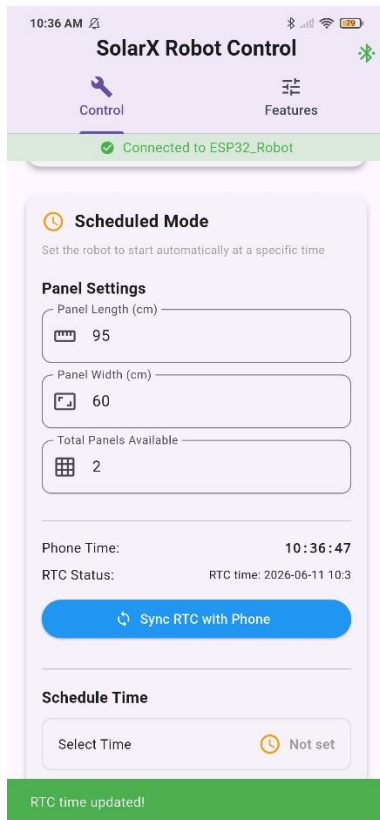 10:36 AM
79
SolarX Robot Control
Control
Features
Connected to ESP32_Robot
Scheduled Mode
Set the robot to start automatically at a specific time
Panel Settings
Panel Length (cm)
95
Panel Width (cm)
60
Total Panels Available
2
Phone Time: 10:36:47
RTC Status: RTC time: 2026-06-11 10:3
Sync RTC with Phone
Schedule Time
Select Time Not set
RTC time updated!